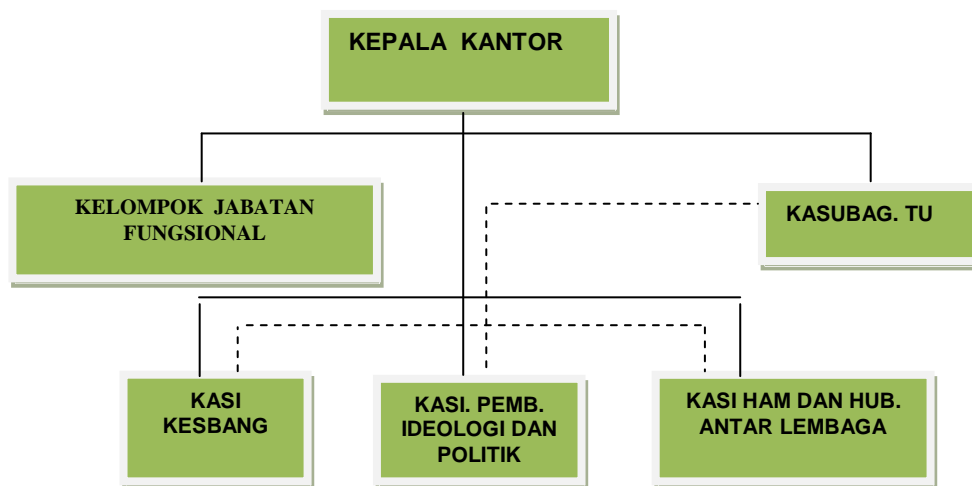 KEPALA KANTOR
KELOMPOK JABATAN
FUNGSIONAL
KASUBAG. TU
KASI
KESBANG
KASI. PEMB.
IDEOLOGI DAN
POLITIK
KASI HAM DAN HUB.
ANTAR LEMBAGA